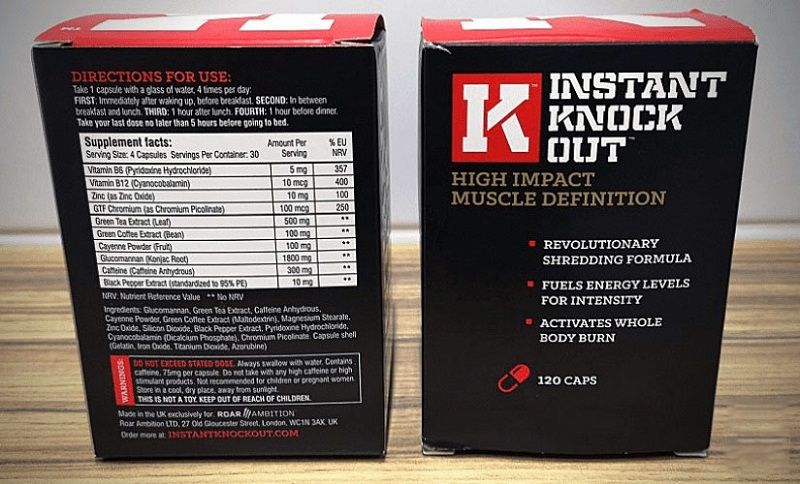 DIRECTIONS FOR USE:
Take 1 capsule with a glass of water, 4 times per day:
FIRST: Immediately after waking up, before breakfast. SECOND: In between
breakfast and lunch. THIRD: 1 hour after lunch. FOURTH: 1 hour before dinner.
Take your last dose no later than 5 hours before going to bed.
Supplement facts:
Serving Size: 4 Capsules Servings Per Container: 30
Amount Per Serving
% EU NRV
Vitamin B6 (Pyridoxine Hydrochloride) 5 mg 357
Vitamin B12 (Cyanocobalamin) 10 mcg 400
Zinc (as Zinc Oxide) 10 mg 100
GTF Chromium (as Chromium Picolinate) 100 mcg 250
Green Tea Extract (Leaf) 500 mg **
Green Coffee Extract (Bean) 100 mg **
Cayenne Powder (Fruit) 100 mg **
Glucomannan (Konjac Root) 1800 mg **
Caffeine (Caffeine Anhydrous) 300 mg **
Black Pepper Extract (standardized to 95% PE) 10 mg **
NRV: Nutrient Reference Value ** No NRV
Ingredients: Glucomannan, Green Tea Extract, Caffeine Anhydrous,
Cayenne Powder, Green Coffee Extract (Maltodextrin), Magnesium Stearate,
Zinc Oxide, Silicon Dioxide, Black Pepper Extract, Pyridoxine Hydrochloride,
Cyanocobalamin (Dicalcium Phosphate), Chromium Picolinate. Capsule shell
(Gelatin, Iron Oxide, Titanium Dioxide, Azorubine)
WARNINGS:
DO NOT EXCEED STATED DOSE. Always swallow with water. Contains
caffeine, 75mg per capsule. Do not take with any high caffeine or high
stimulant products. Not recommended for children or pregnant women.
Store in a cool, dry place, away from sunlight.
THIS IS NOT A TOY. KEEP OUT OF REACH OF CHILDREN.
Made in the UK exclusively for: ROAR AMBITION
Roar Ambition LTD, 27 Old Gloucester Street, London, WC1N 3AX. UK
Order more at: INSTANTKNOCKOUT.COM
K™
INSTANT
KNOCK
OUT™
HIGH IMPACT
MUSCLE DEFINITION
REVOLUTIONARY
SHREDDING FORMULA
FUELS ENERGY LEVELS
FOR INTENSITY
ACTIVATES WHOLE
BODY BURN
120 CAPS